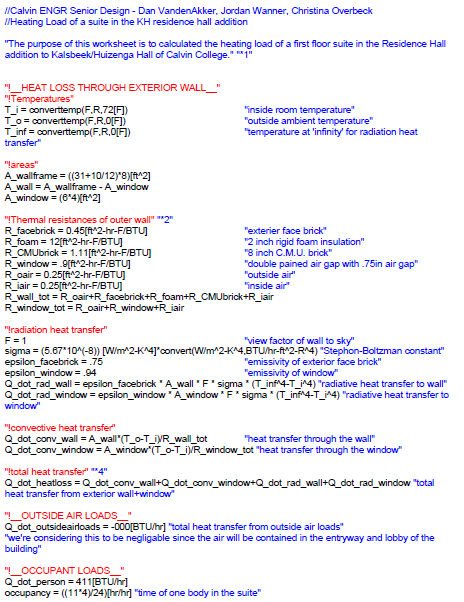 //Calvin ENGR Senior Design - Dan VandenAkker, Jordan Wanner, Christina Overbeck
//Heating Load of a suite in the KH residence hall addition
"The purpose of this worksheet is to calculated the heating load of a first floor suite in the Residence Hall
addition to Kalsbeek/Huizenga Hall of Calvin College." "*1"
"!__HEAT LOSS THROUGH EXTERIOR WALL__"
"!Temperatures"
T_i = converttemp(F,R,72[F]) "inside room temperature"
T_o = converttemp(F,R,0[F]) "outside ambient temperature"
T_inf = converttemp(F,R,0[F]) "temperature at 'infinity' for radiation heat
transfer"
"!areas"
A_wallframe = ((31+10/12)*8)[ft^2]
A_wall = A_wallframe - A_window
A_window = (6*4)[ft^2]
"!Thermal resistances of outer wall" "*2"
R_facebrick = 0.45[ft^2-hr-F/BTU] "exterier face brick"
R_foam = 12[ft^2-hr-F/BTU] "2 inch rigid foam insulation"
R_CMUbrick = 1.11[ft^2-hr-F/BTU] "8 inch C.M.U. brick"
R_window = .9[ft^2-hr-F/BTU] "double pained air gap with .75in air gap"
R_oair = 0.25[ft^2-hr-F/BTU] "outside air"
R_iair = 0.25[ft^2-hr-F/BTU] "inside air"
R_wall_tot = R_oair+R_facebrick+R_foam+R_CMUbrick+R_iair
R_window_tot = R_oair+R_window+R_iair
"!radiation heat transfer"
F = 1 "view factor of wall to sky"
sigma = (5.67*10^(-8)) [W/m^2-K^4]*convert(W/m^2-K^4,BTU/hr-ft^2-R^4) "Stephon-Boltzman constant"
epsilon_facebrick = .75 "emissivity of exterior face brick"
epsilon_window = .94 "emissivity of window"
Q_dot_rad_wall = epsilon_facebrick * A_wall * F * sigma * (T_inf^4-T_i^4) "radiative heat transfer to wall"
Q_dot_rad_window = epsilon_window * A_window * F * sigma * (T_inf^4-T_i^4) "radiative heat transfer to
window"
"!convective heat transfer"
Q_dot_conv_wall = A_wall*(T_o-T_i)/R_wall_tot "heat transfer through the wall"
Q_dot_conv_window = A_window*(T_o-T_i)/R_window_tot "heat transfer through the window"
"!total heat transfer" "*4"
Q_dot_heatloss = Q_dot_conv_wall+Q_dot_conv_window+Q_dot_rad_wall+Q_dot_rad_window "total
heat transfer from exterior wall+window"
"!__OUTSIDE AIR LOADS__"
Q_dot_outsideairloads = -000[BTU/hr] "total heat transfer from outside air loads"
"we're considering this to be negligable since the air will be contained in the entryway and lobby of the
building"
"!__OCCUPANT LOADS__"
Q_dot_person = 411[BTU/hr]
occupancy = ((11*4)/24)[hr/hr] "time of one body in the suite"